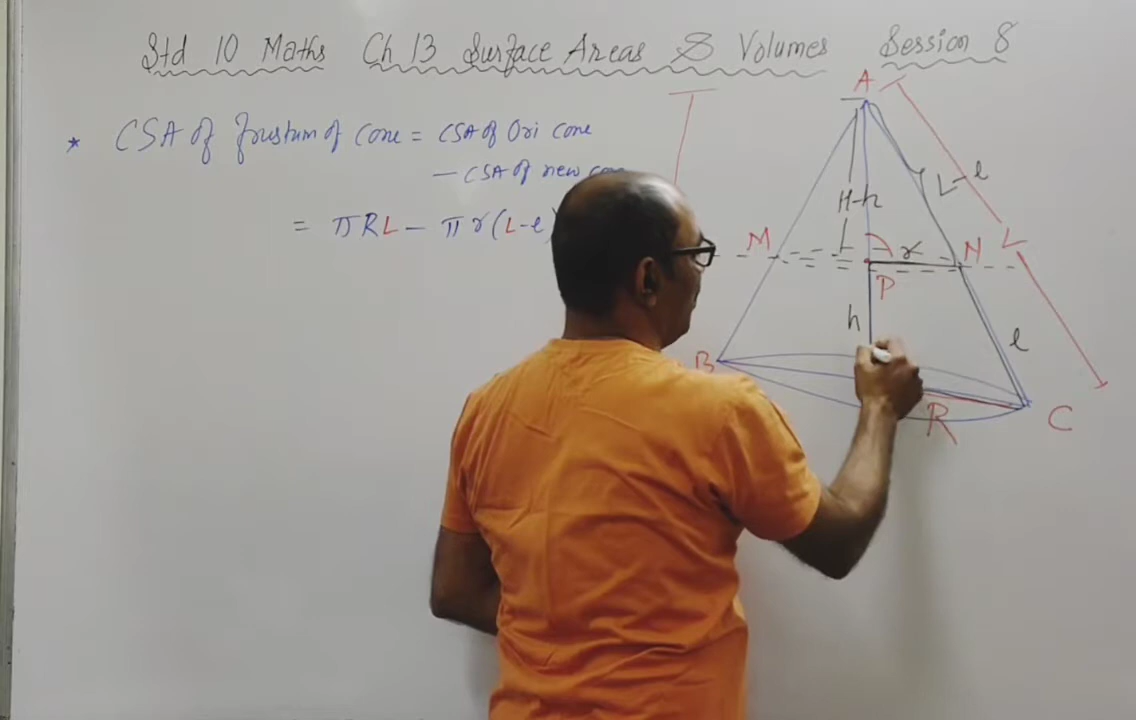 Std 10 Maths Ch 13 Surface Areas & Volumes Session 8
* CSA of frustum of cone = CSA of Ori cone
— CSA of new
= πRL — πr(L-l)
A
L-l
H-h
M
r
N
L
P
h
l
B
R
C